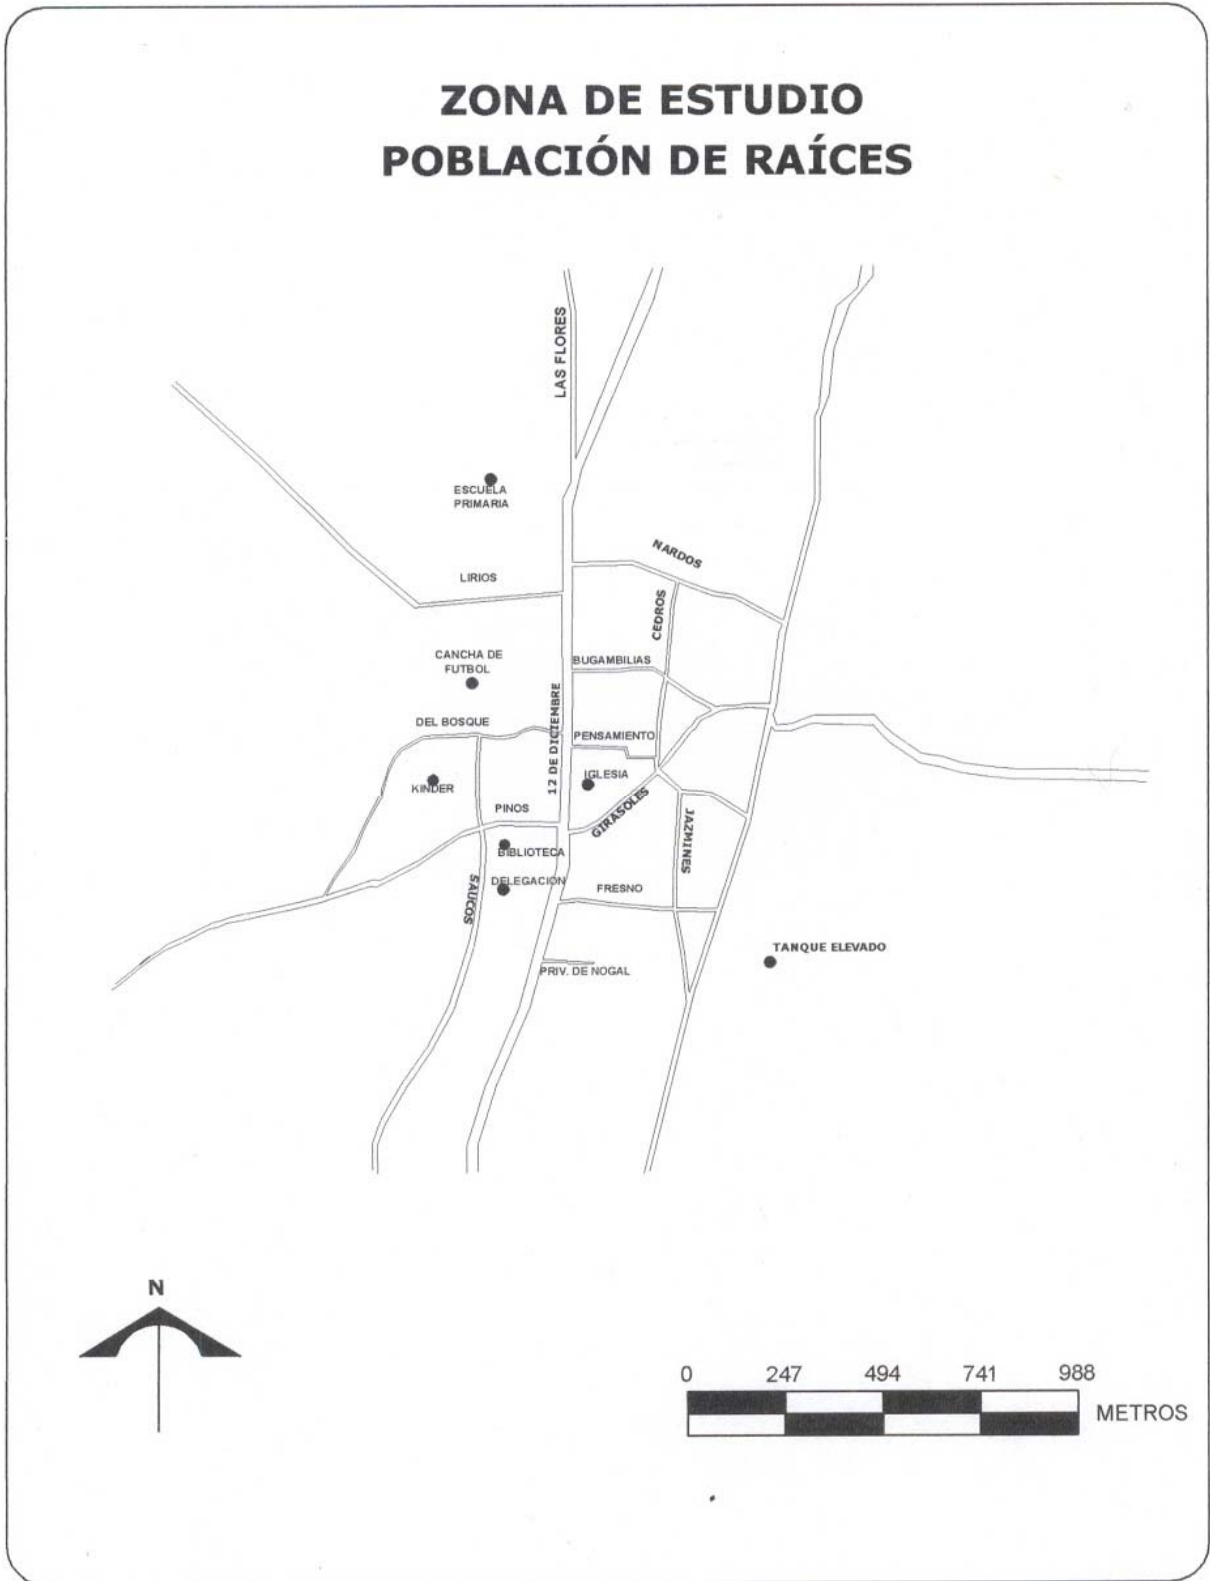 ZONA DE ESTUDIO
POBLACIÓN DE RAÍCES
LAS FLORES
ESCUELA
PRIMARIA
NARDOS
LIRIOS
CEDROS
CANCHA DE
FUTBOL
BUGAMBILIAS
12 DE DICIEMBRE
DEL BOSQUE
PENSAMIENTO
IGLESIA
KINDER
GIRASOLES
PINOS
JAZMINES
BIBLIOTECA
DELEGACION
SAUCOS
FRESNO
TANQUE ELEVADO
PRIV. DE NOGAL
N
0 247 494 741 988
METROS